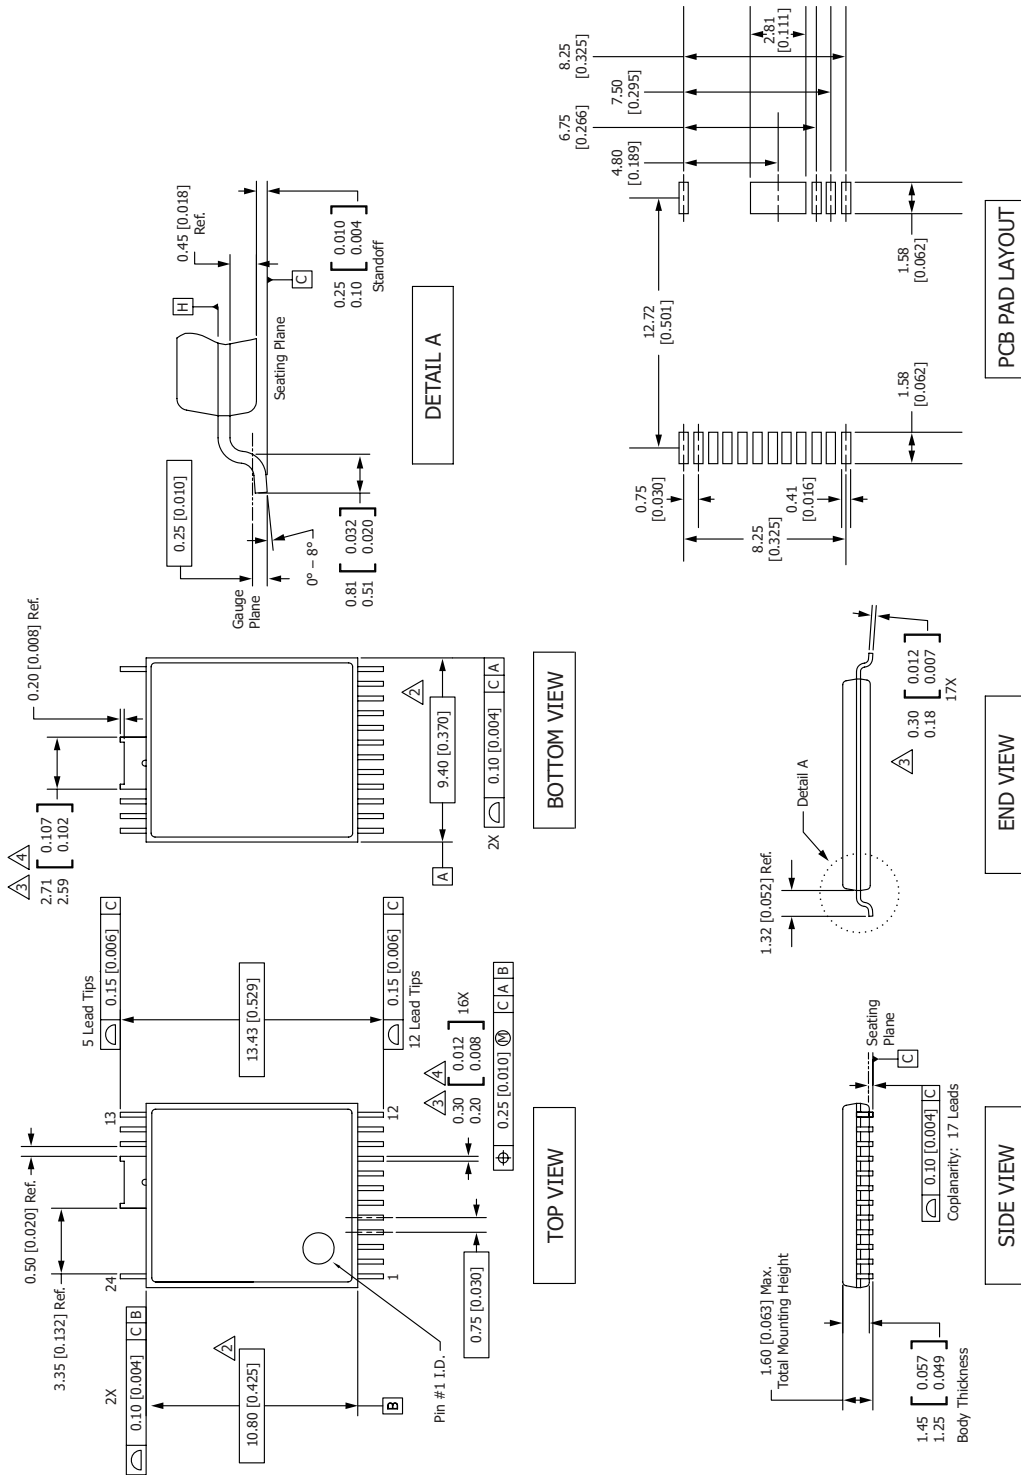 2X
0.10 [0.004] C B
3.35 [0.132] Ref.
0.50 [0.020] Ref.
24
13
5 Lead Tips
0.15 [0.006] C
10.80 [0.425]
2
B
13.43 [0.529]
Pin #1 I.D.
1
12
0.15 [0.006] C
12 Lead Tips
0.75 [0.030]
3 4
0.30 [0.012] 16X
0.20 [0.008]
0.25 [0.010] M C A B
TOP VIEW
3 4
2.71 [0.107]
2.59 [0.102]
0.20 [0.008] Ref.
A
9.40 [0.370]
2
2X
0.10 [0.004] C A
BOTTOM VIEW
Gauge
Plane
0.25 [0.010]
H
0.45 [0.018]
Ref.
0° – 8°
Seating Plane
C
0.81 [0.032]
0.51 [0.020]
0.25 [0.010]
0.10 [0.004]
Standoff
DETAIL A
1.60 [0.063] Max.
Total Mounting Height
1.45 [0.057]
1.25 [0.049]
Body Thickness
Seating
Plane
C
0.10 [0.004] C
Coplanarity: 17 Leads
SIDE VIEW
1.32 [0.052] Ref.
Detail A
3
0.30 [0.012]
0.18 [0.007]
17X
END VIEW
0.75
[0.030]
8.25
[0.325]
0.41
[0.016]
12.72
[0.501]
1.58
[0.062]
4.80
[0.189]
6.75
[0.266]
7.50
[0.295]
8.25
[0.325]
2.81
[0.111]
1.58
[0.062]
PCB PAD LAYOUT